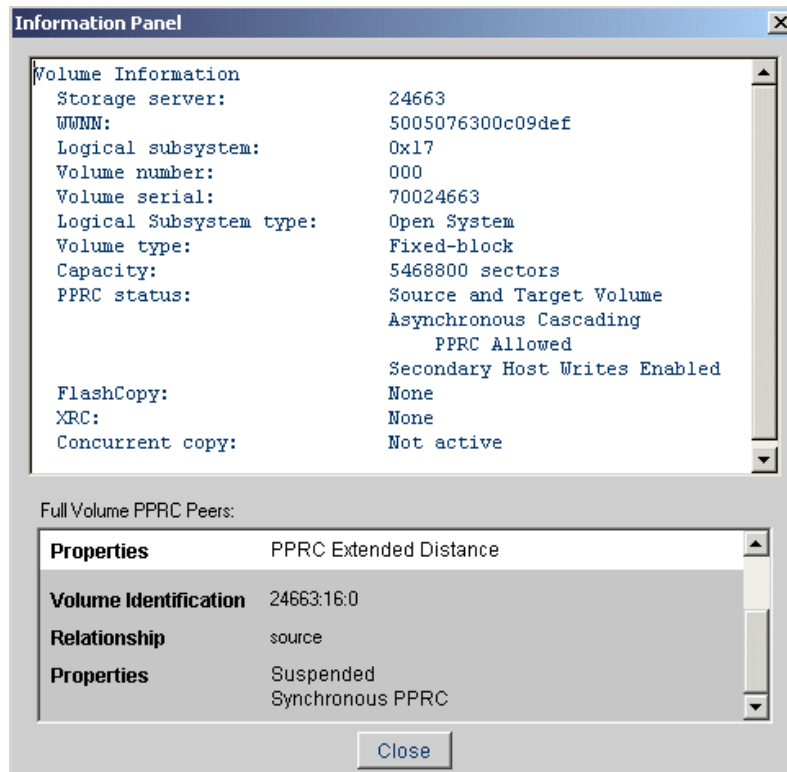 Information Panel
Volume Information
Storage server: 24663
WWNN: 5005076300c09def
Logical subsystem: 0x17
Volume number: 000
Volume serial: 70024663
Logical Subsystem type: Open System
Volume type: Fixed-block
Capacity: 5468800 sectors
PPRC status: Source and Target Volume
Asynchronous Cascading
PPRC Allowed
Secondary Host Writes Enabled
FlashCopy: None
XRC: None
Concurrent copy: Not active
Full Volume PPRC Peers:
Properties PPRC Extended Distance
Volume Identification 24663:16:0
Relationship source
Properties Suspended
Synchronous PPRC
Close